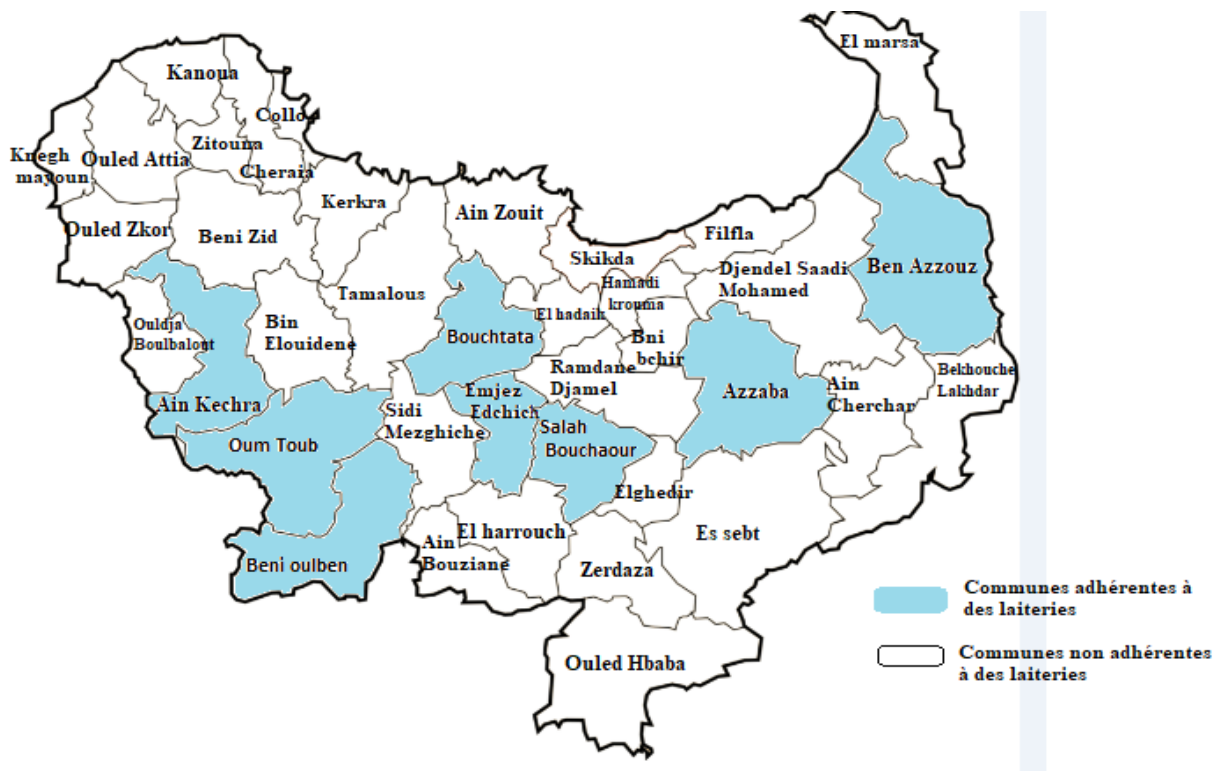 El marsa
Kanoua
Collo
Zitouna
Knegh
mayoun
Ouled Attia
Cheraia
Kerkra
Ain Zouit
Ouled Zkor
Beni Zid
Filfla
Skikda
Ben Azzouz
Djendel Saadi
Mohamed
Hamadi
krouma
Tamalous
El hadaik
Ouldja
Boulbalout
Bin
Elouidene
Bouchtata
Bni
bchir
Ramdane
Djamel
Bekhouche
Lakhdar
Emjez
Edchich
Azzaba
Ain
Cherchar
Ain Kechra
Sidi
Mezghiche
Salah
Bouchaour
Oum Toub
Elghedir
El harrouch
Es sebt
Ain
Bouziane
Beni oulben
Zerdaza
Ouled Hbaba
Communes adhérentes à
des laiteries
Communes non adhérentes
à des laiteries